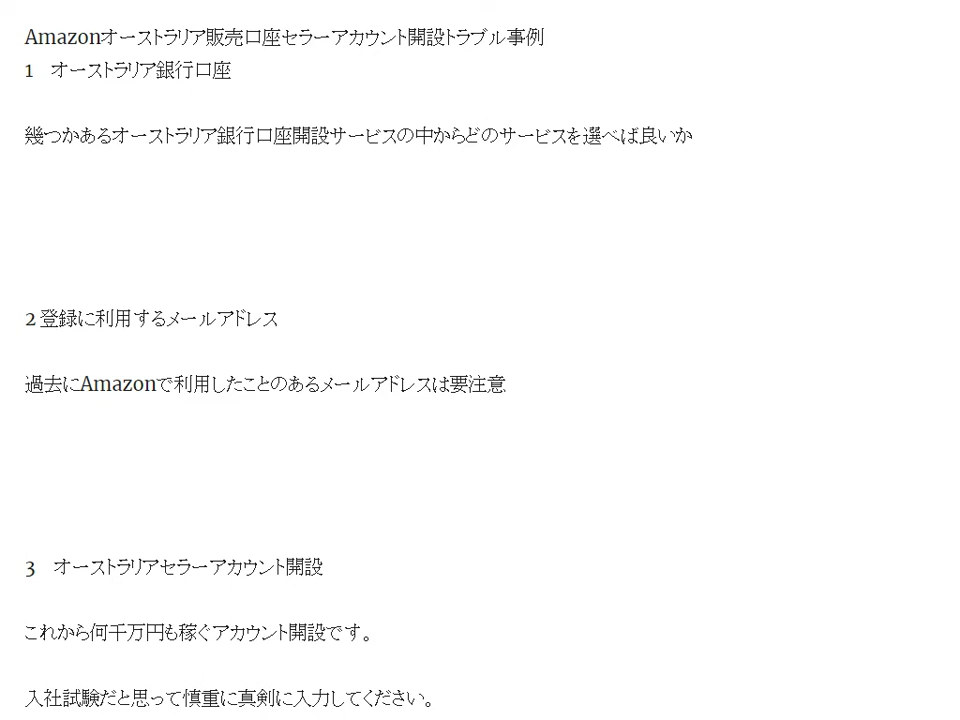 Amazonオーストラリア販売口座セラーアカウント開設トラブル事例
1　オーストラリア銀行口座
幾つかあるオーストラリア銀行口座開設サービスの中からどのサービスを選べば良いか
2 登録に利用するメールアドレス
過去にAmazonで利用したことのあるメールアドレスは要注意
3　オーストラリアセラーアカウント開設
これから何千万円も稼ぐアカウント開設です。
入社試験だと思って慎重に真剣に入力してください。